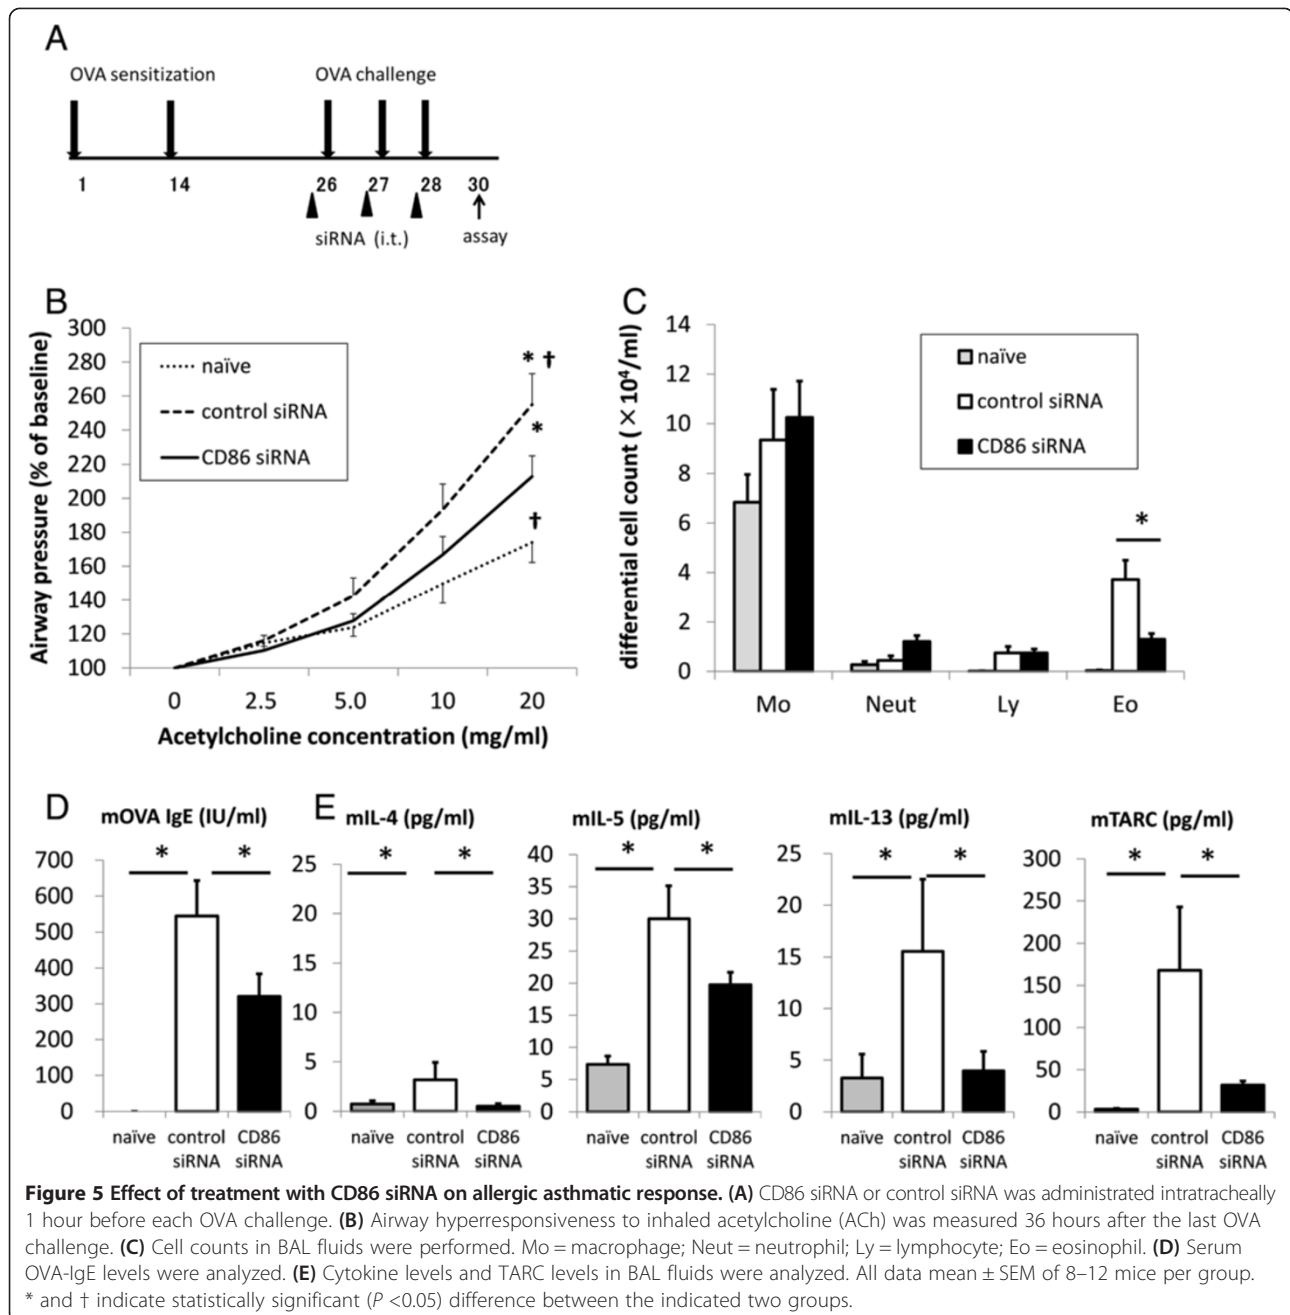 A
OVA sensitization OVA challenge
1 14 26 27 28 30
siRNA (i.t.) assay
B
Airway pressure (% of baseline)
300
280
260
240
220
200
180
160
140
120
100
naïve
control siRNA
CD86 siRNA
* †
*
†
0 2.5 5.0 10 20
Acetylcholine concentration (mg/ml)
C
differential cell count (×10⁴/ml)
14
12
10
8
6
4
2
0
naïve
control siRNA
CD86 siRNA
*
Mo Neut Ly Eo
D
mOVA IgE (IU/ml)
* *
700
600
500
400
300
200
100
0
naïve control CD86
siRNA siRNA
E
mIL-4 (pg/ml)
* *
25
20
15
10
5
0
naïve control CD86
siRNA siRNA
mIL-5 (pg/ml)
* *
40
35
30
25
20
15
10
5
0
naïve control CD86
siRNA siRNA
mIL-13 (pg/ml)
* *
25
20
15
10
5
0
naïve control CD86
siRNA siRNA
mTARC (pg/ml)
* *
300
250
200
150
100
50
0
naïve control CD86
siRNA siRNA
Figure 5 Effect of treatment with CD86 siRNA on allergic asthmatic response. (A) CD86 siRNA or control siRNA was administrated intratracheally
1 hour before each OVA challenge. (B) Airway hyperresponsiveness to inhaled acetylcholine (ACh) was measured 36 hours after the last OVA
challenge. (C) Cell counts in BAL fluids were performed. Mo = macrophage; Neut = neutrophil; Ly = lymphocyte; Eo = eosinophil. (D) Serum
OVA-IgE levels were analyzed. (E) Cytokine levels and TARC levels in BAL fluids were analyzed. All data mean ± SEM of 8–12 mice per group.
* and † indicate statistically significant (P <0.05) difference between the indicated two groups.